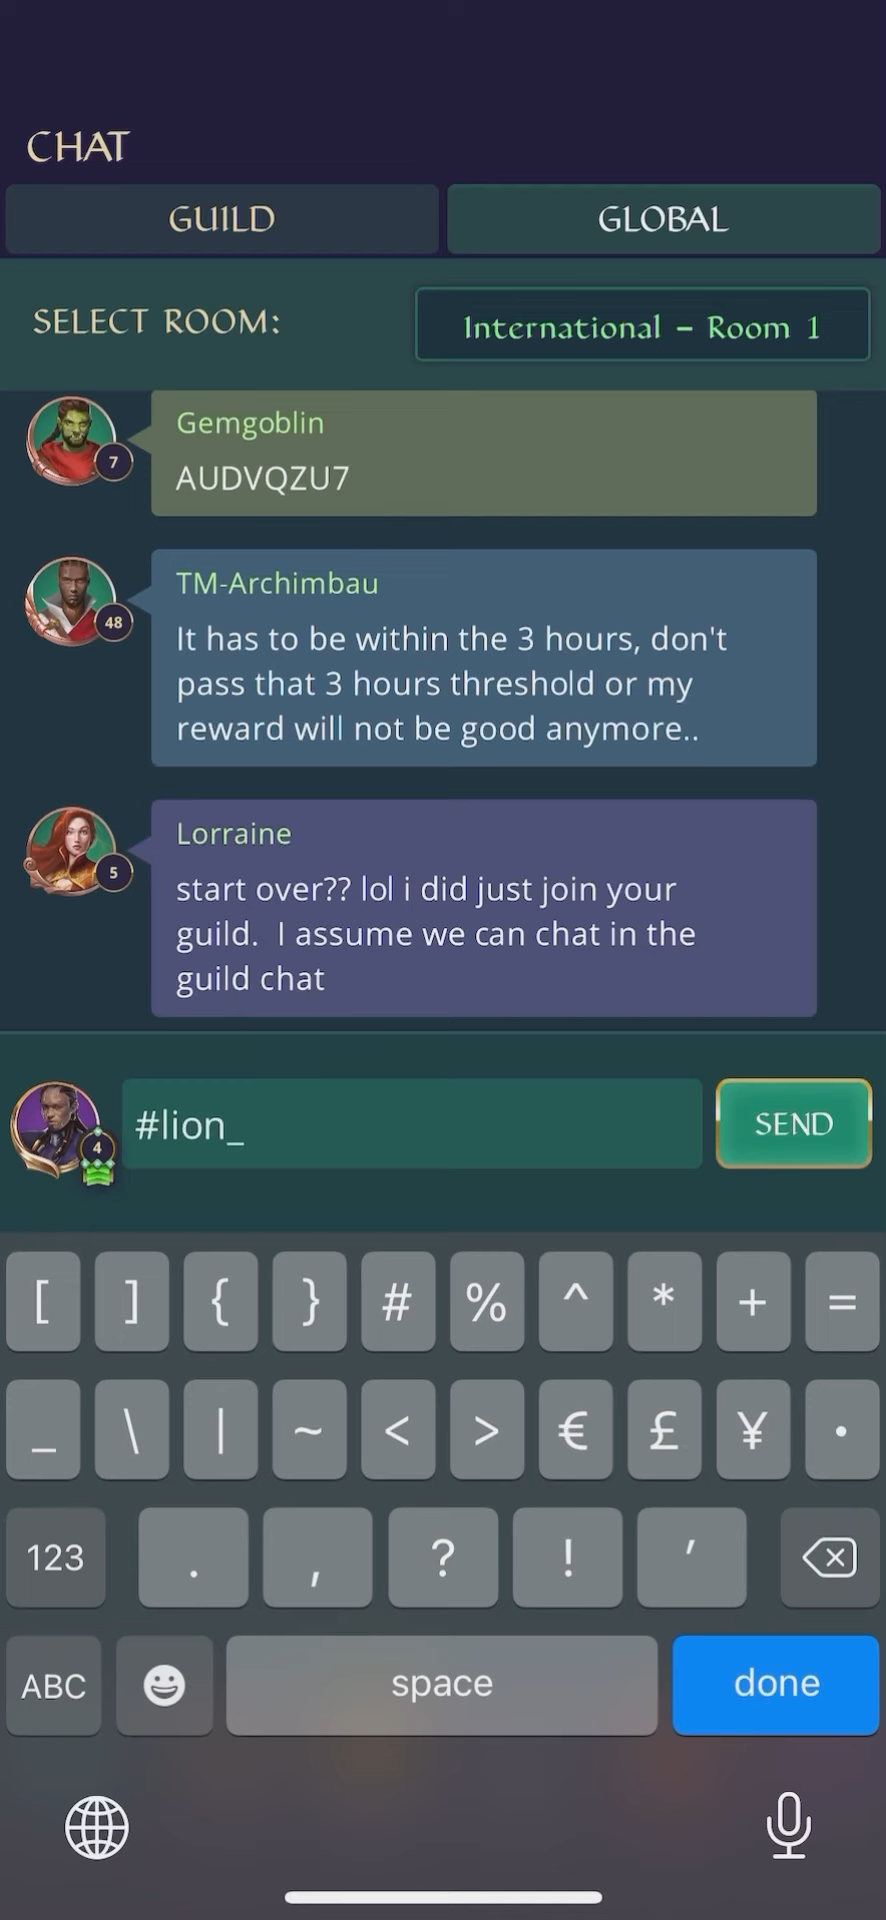 CHAT
GUILD
GLOBAL
SELECT ROOM:
International - Room 1
Gemgoblin
7
AUDVQZU7
TM-Archimbau
48
It has to be within the 3 hours, don't
pass that 3 hours threshold or my
reward will not be good anymore..
Lorraine
5
start over?? lol i did just join your
guild.  I assume we can chat in the
guild chat
4
#lion_
SEND
[ ] { } # % ^ * + =
_ \ | ~ < > € £ ¥ •
123 . , ? ! ′
ABC space done